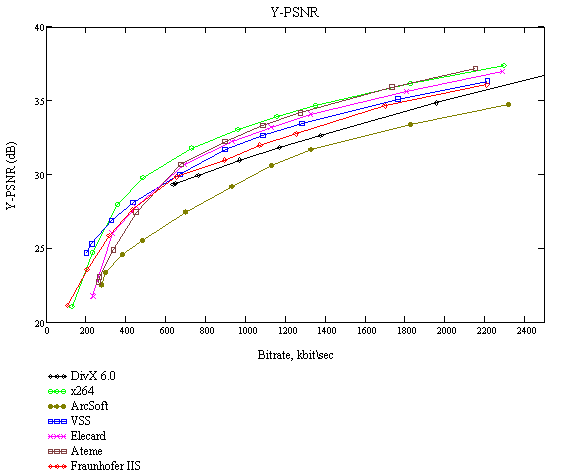 Y-PSNR
40
35
30
25
20
Y-PSNR, (dB)
0 200 400 600 800 1000 1200 1400 1600 1800 2000 2200 2400
Bitrate, kbit\sec
DivX 6.0
x264
ArcSoft
VSS
Elecard
Ateme
Fraunhofer IIS